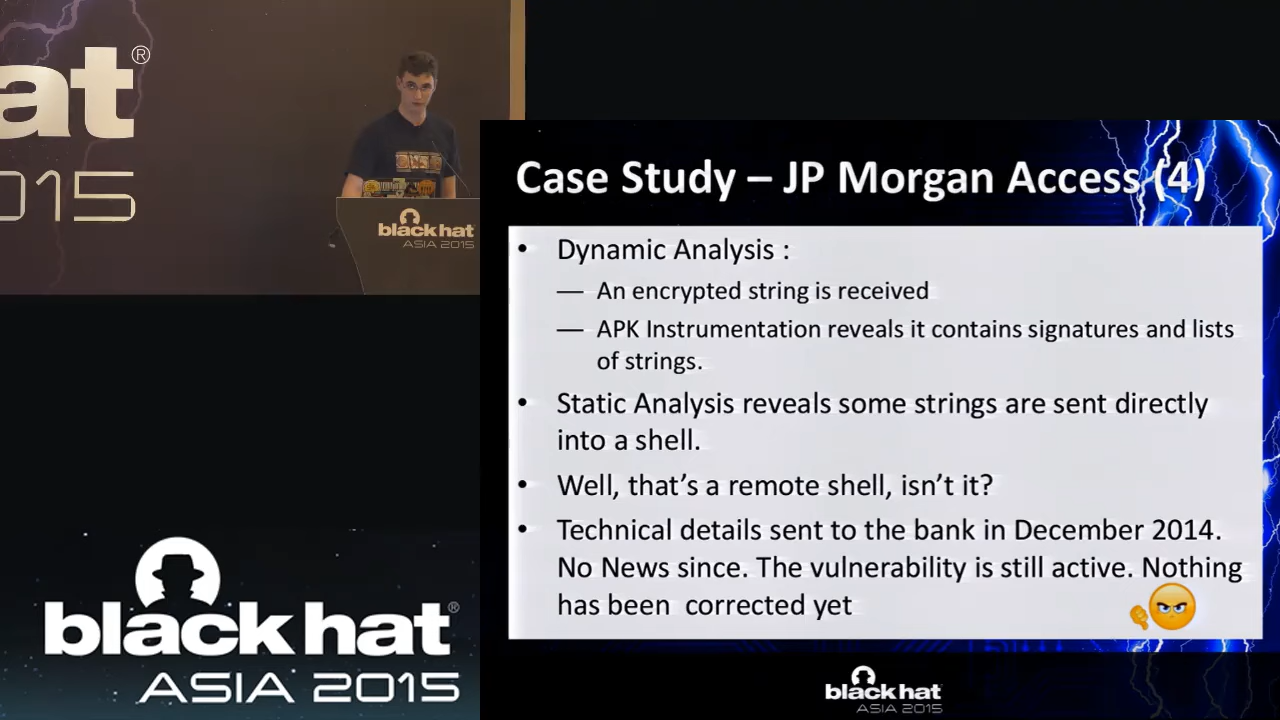 hat®
015
black hat
ASIA 2015
Case Study – JP Morgan Access (4)
• Dynamic Analysis :
— An encrypted string is received
— APK Instrumentation reveals it contains signatures and lists
of strings.
• Static Analysis reveals some strings are sent directly
into a shell.
• Well, that’s a remote shell, isn’t it?
• Technical details sent to the bank in December 2014.
No News since. The vulnerability is still active. Nothing
has been corrected yet
black hat®
ASIA 2015
black hat
ASIA 2015